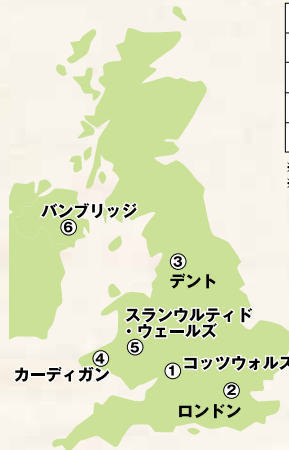 バンブリッジ
⑥
③
デント
スランウルティド
・ウェールズ
⑤
④
カーディガン
①コッツウォルズ
②
ロンドン
※
※